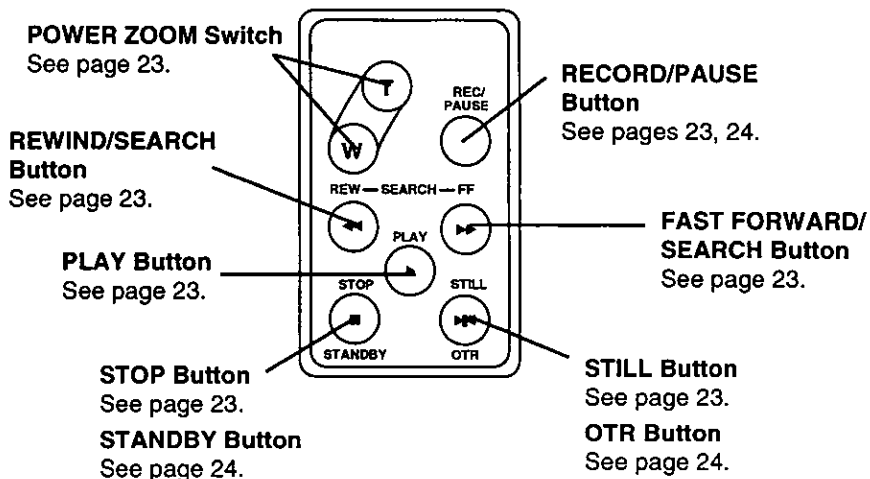 POWER ZOOM Switch
See page 23.
REWIND/SEARCH
Button
See page 23.
PLAY Button
See page 23.
STOP Button
See page 23.
STANDBY Button
See page 24.
T
W
REC/
PAUSE
REW — SEARCH — FF
PLAY
STOP
STILL
STANDBY
OTR
RECORD/PAUSE
Button
See pages 23, 24.
FAST FORWARD/
SEARCH Button
See page 23.
STILL Button
See page 23.
OTR Button
See page 24.